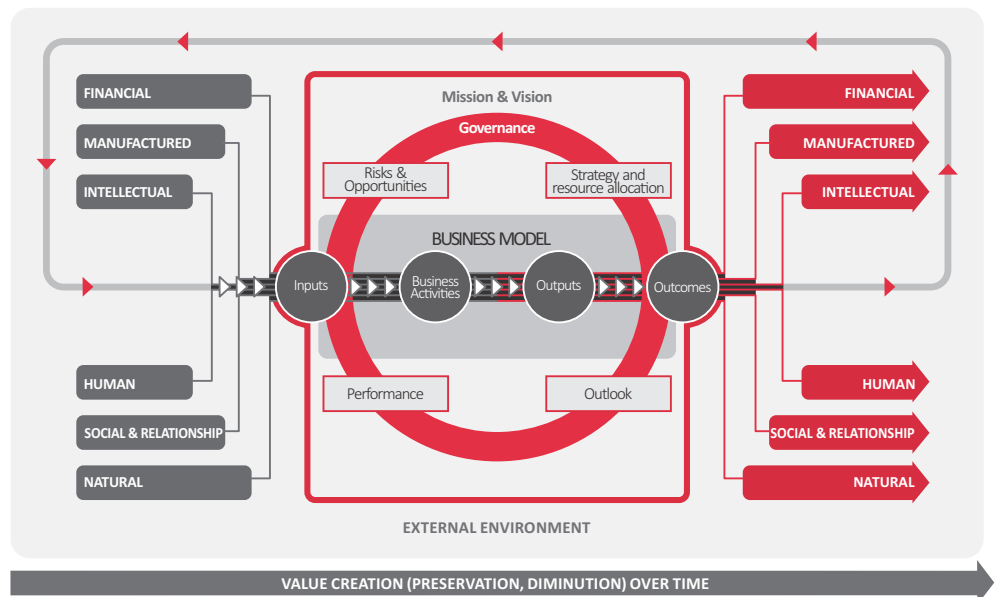 FINANCIAL
MANUFACTURED
INTELLECTUAL
HUMAN
SOCIAL & RELATIONSHIP
NATURAL
Mission & Vision
Governance
Risks &
Opportunities
Strategy and
resource allocation
BUSINESS MODEL
Inputs
Business
Activities
Outputs
Outcomes
Performance
Outlook
FINANCIAL
MANUFACTURED
INTELLECTUAL
HUMAN
SOCIAL & RELATIONSHIP
NATURAL
EXTERNAL ENVIRONMENT
VALUE CREATION (PRESERVATION, DIMINUTION) OVER TIME